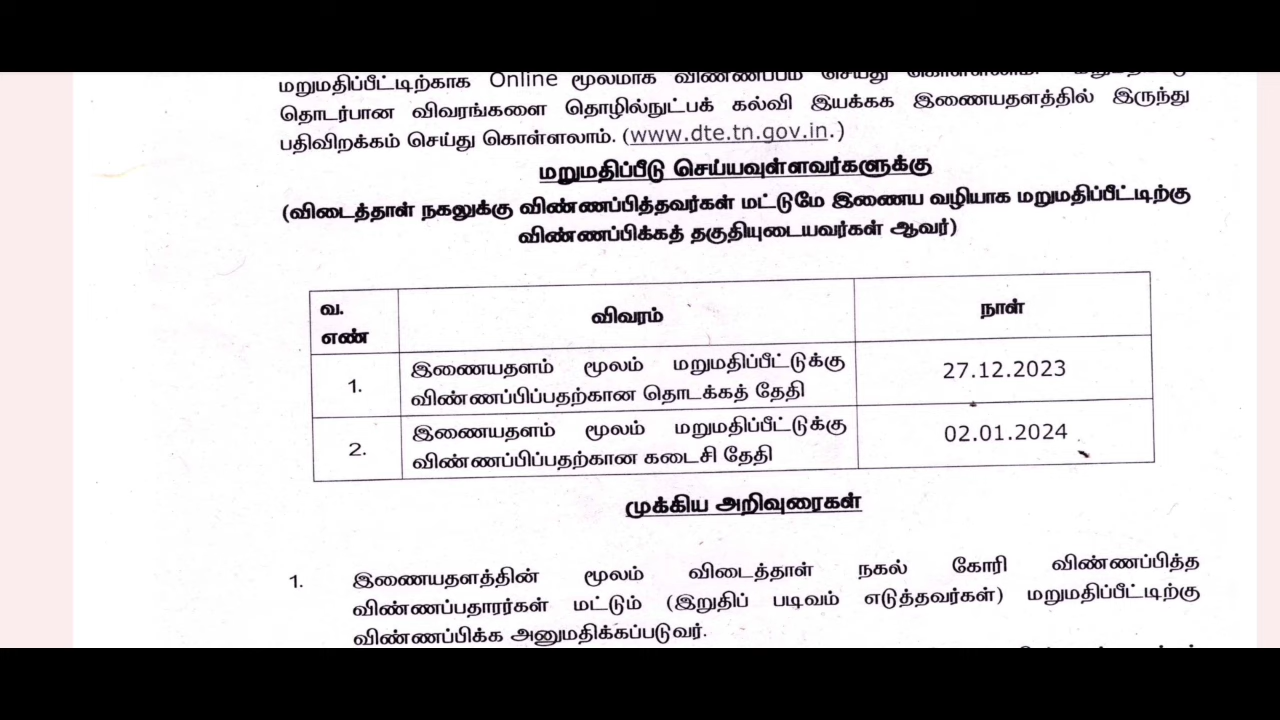 மறுமதிப்பீட்டிற்காக Online மூலமாக விண்ணப்பம் செய்து கொள்ளலாம்.
தொடர்பான விவரங்களை தொழில்நுட்பக் கல்வி இயக்கக இணையதளத்தில் இருந்து
பதிவிறக்கம் செய்து கொள்ளலாம். (www.dte.tn.gov.in.)
மறுமதிப்பீடு செய்யவுள்ளவர்களுக்கு
(விடைத்தாள் நகலுக்கு விண்ணப்பித்தவர்கள் மட்டுமே இணைய வழியாக மறுமதிப்பீட்டிற்கு
விண்ணப்பிக்கத் தகுதியுடையவர்கள் ஆவர்)
வ.
எண்
விவரம்
நாள்
1.
இணையதளம் மூலம் மறுமதிப்பீட்டுக்கு
விண்ணப்பிப்பதற்கான தொடக்கத் தேதி
27.12.2023
2.
இணையதளம் மூலம் மறுமதிப்பீட்டுக்கு
விண்ணப்பிப்பதற்கான கடைசி தேதி
02.01.2024
முக்கிய அறிவுரைகள்
1. இணையதளத்தின் மூலம் விடைத்தாள் நகல் கோரி விண்ணப்பித்த
விண்ணப்பதாரர்கள் மட்டும் (இறுதிப் படிவம் எடுத்தவர்கள்) மறுமதிப்பீட்டிற்கு
விண்ணப்பிக்க அனுமதிக்கப்படுவர்.